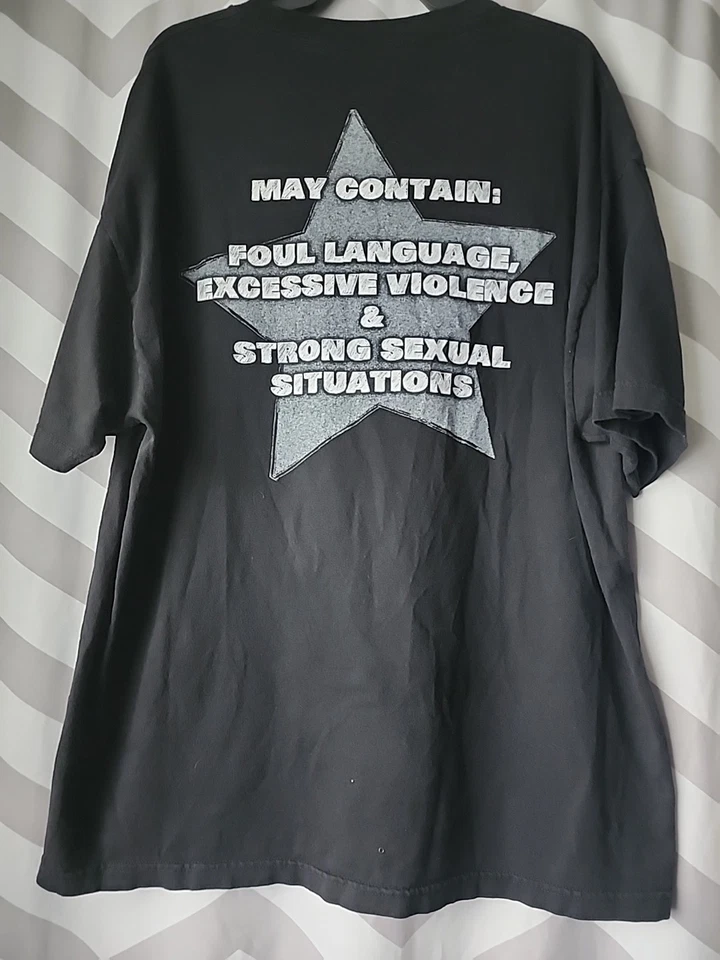 MAY CONTAIN:
FOUL LANGUAGE,
EXCESSIVE VIOLENCE
&
STRONG SEXUAL
SITUATIONS